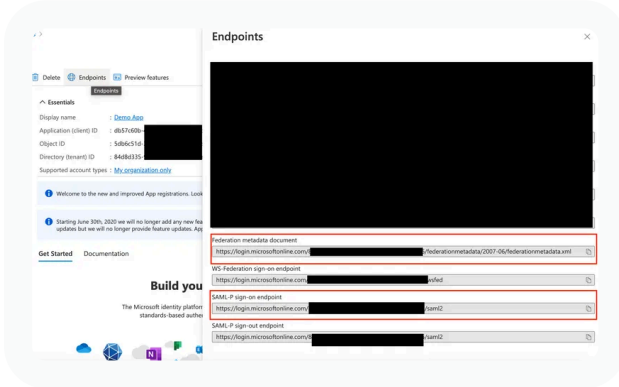 Endpoints
Delete
Endpoints
Preview features
Endpoints
Essentials
Display name : Demo App
Application (client) ID : db57c60b-
Object ID : 5db6c51d-
Directory (tenant) ID : 84d8d335-
Supported account types : My organization only
Welcome to the new and improved App registrations. Look
Starting June 30th, 2020 we will no longer add any new fea
updates but we will no longer provide feature updates. App
Get Started Documentation
Build you
The Microsoft identity platfor
standards-based authe
Federation metadata document
https://login.microsoftonline.com/ /federationmetadata/2007-06/federationmetadata.xml
WS-Federation sign-on endpoint
https://login.microsoftonline.com/ wsfed
SAML-P sign-on endpoint
https://login.microsoftonline.com/ /saml2
SAML-P sign-out endpoint
https://login.microsoftonline.com/8 /saml2